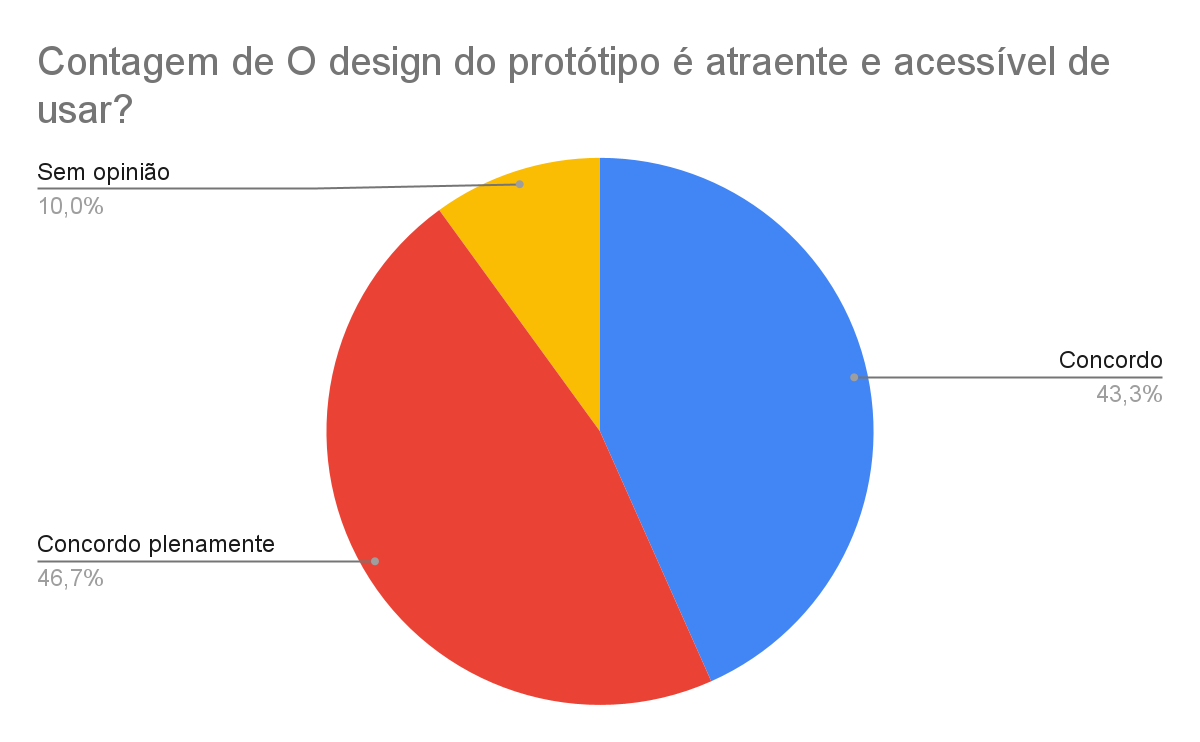 Contagem de O design do protótipo é atraente e acessível de
usar?
Sem opinião
10,0%
Concordo
43,3%
Concordo plenamente
46,7%